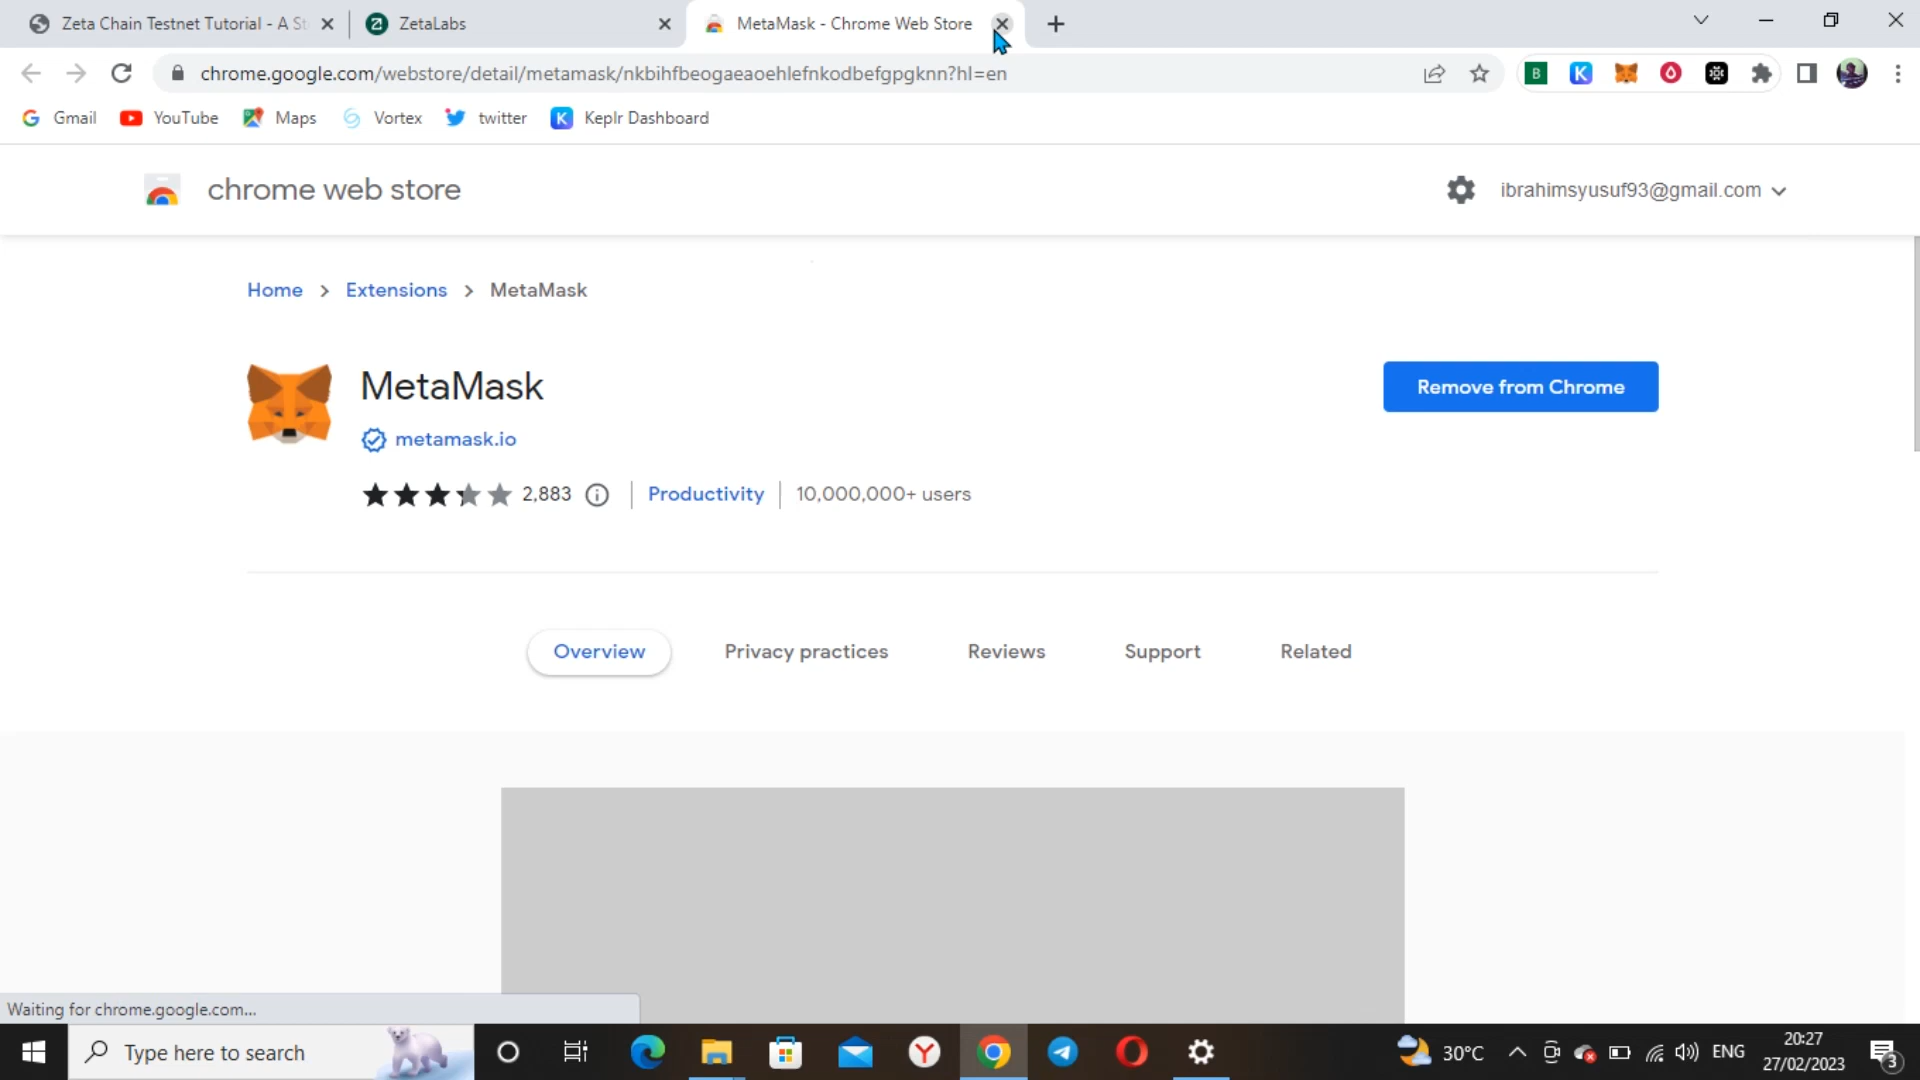 Zeta Chain Testnet Tutorial - A St
ZetaLabs
MetaMask - Chrome Web Store
chrome.google.com/webstore/detail/metamask/nkbihfbeogaeaoehlefnkodbefgpgknn?hl=en
B
K
Gmail
YouTube
Maps
Vortex
twitter
K
Keplr Dashboard
chrome web store
ibrahimsyusuf93@gmail.com
Home > Extensions > MetaMask
MetaMask
Remove from Chrome
metamask.io
2,883
Productivity
10,000,000+ users
Overview
Privacy practices
Reviews
Support
Related
Waiting for chrome.google.com...
Type here to search
30°C
ENG
20:27
27/02/2023
3